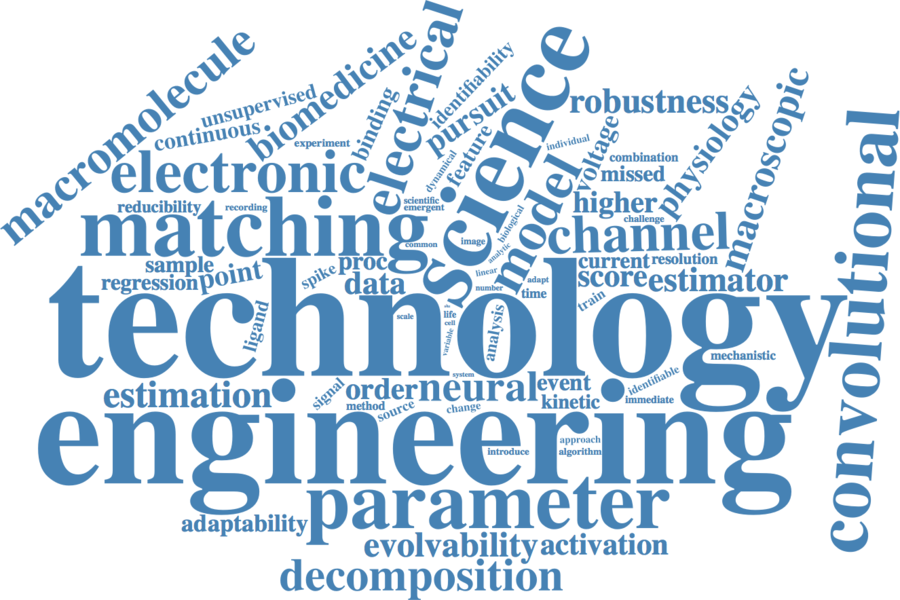 macromolecule
unsupervised
continuous
biomedicine
experiment
binding
electrical
identifiability
pursuit
feature
dynamical
science
individual
voltage
robustness
combination
missed
physiology
macroscopic
convolutional
electronic
reducibility
recording
scientific
emergent
higher
challenge
matching
common
image
biological
analytic
model
channel
sample
regression
point
spike
proc
data
linear
number
adapt
time
current
resolution
score
estimator
train
technology
ligand
scale
life
cell
variable
analysis
mechanistic
system
estimation
signal
order
neural
event
method
source
change
kinetic
identifiable
immediate
engineering
introduce
approach
algorithm
parameter
adaptability
evolvability
activation
decomposition